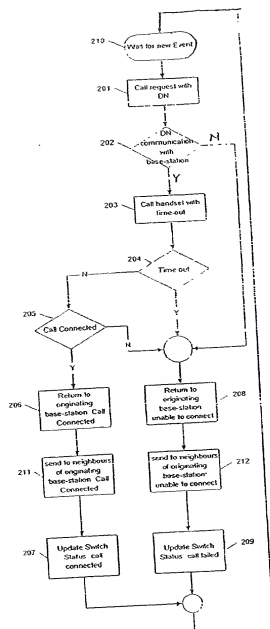 210
Wait for new Event
201
Call request with
DN
202
DN
communication
with
base-station
N
Y
203
Call handset with
time-out
204
Time out
N
Y
205
Call Connected
N
Y
206
Return to
originating
base-station Call
Connected
208
Return to
originating
base-station
unable to connect
211
send to neighbours
of originating
base-station Call
Connected
212
send to neighbours
of originating
base-station
unable to connect
207
Update Switch
Status call
connected
209
Update Switch
Status call failed